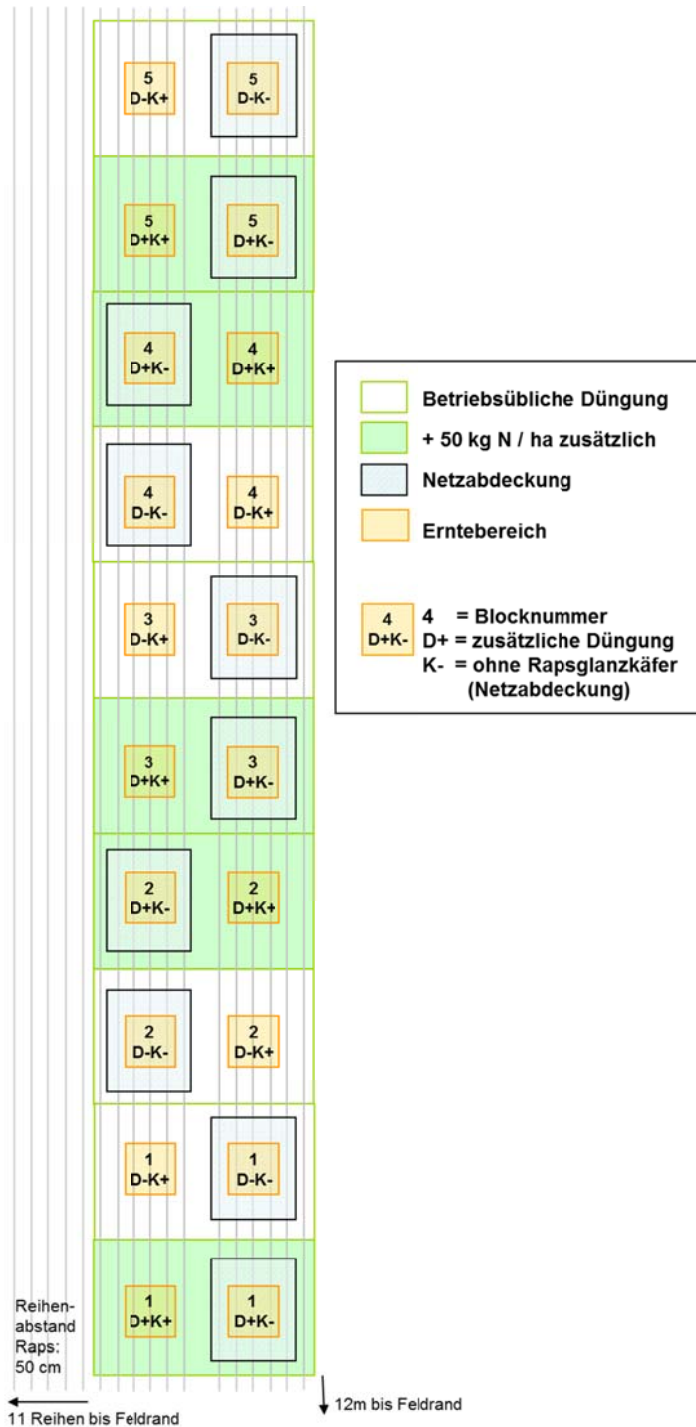 5
D-K+
5
D-K-
5
D+K+
5
D+K-
4
D+K-
4
D+K+
4
D-K-
4
D-K+
3
D-K+
3
D-K-
3
D+K+
3
D+K-
2
D+K-
2
D+K+
2
D-K-
2
D-K+
1
D-K+
1
D-K-
1
D+K+
1
D+K-
Betriebsübliche Düngung
+ 50 kg N / ha zusätzlich
Netzabdeckung
Erntebereich
4
D+K-
4 = Blocknummer
D+ = zusätzliche Düngung
K- = ohne Rapsglanzkäfer
(Netzabdeckung)
Reihen-
abstand
Raps:
50 cm
11 Reihen bis Feldrand
12m bis Feldrand